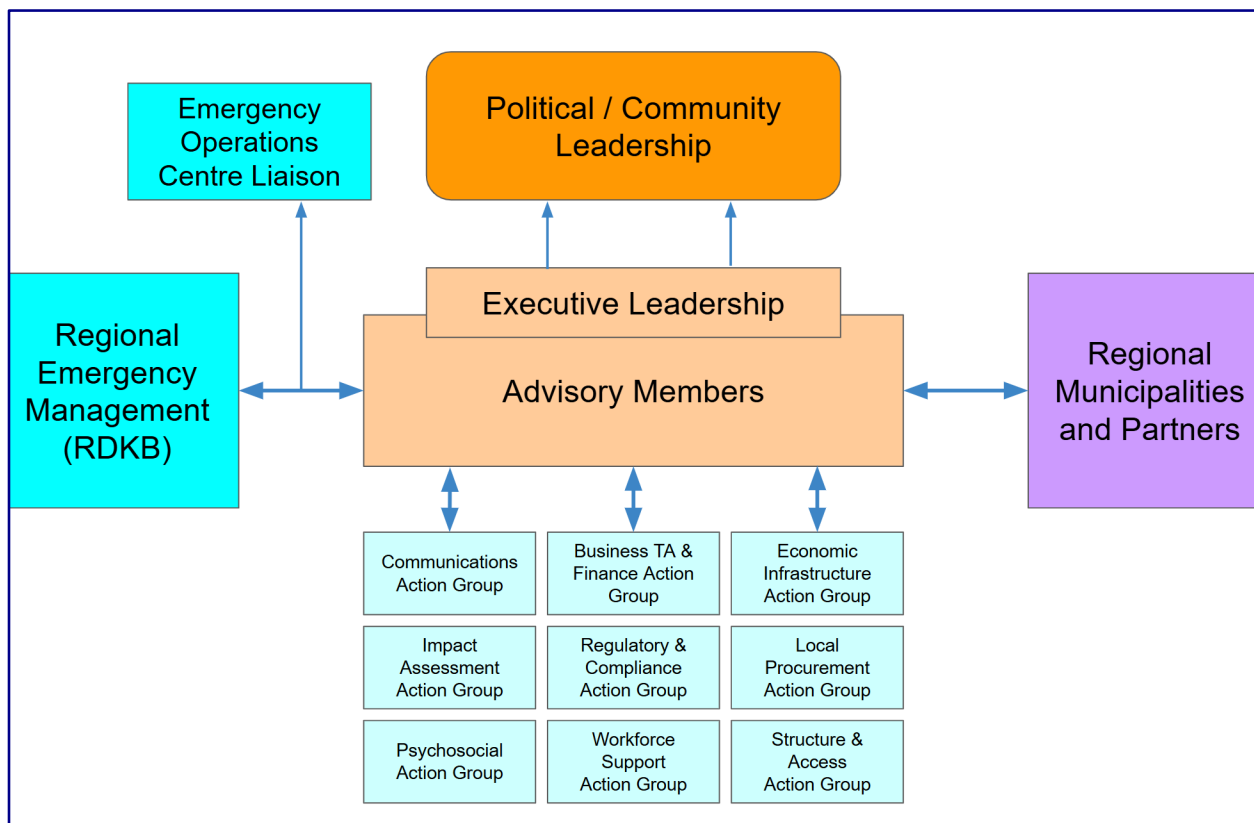 Emergency
Operations
Centre Liaison
Political / Community
Leadership
Executive Leadership
Advisory Members
Regional
Emergency
Management
(RDKB)
Regional
Municipalities
and Partners
Communications
Action Group
Business TA &
Finance Action
Group
Economic
Infrastructure
Action Group
Impact
Assessment
Action Group
Regulatory &
Compliance
Action Group
Local
Procurement
Action Group
Psychosocial
Action Group
Workforce
Support
Action Group
Structure &
Access
Action Group